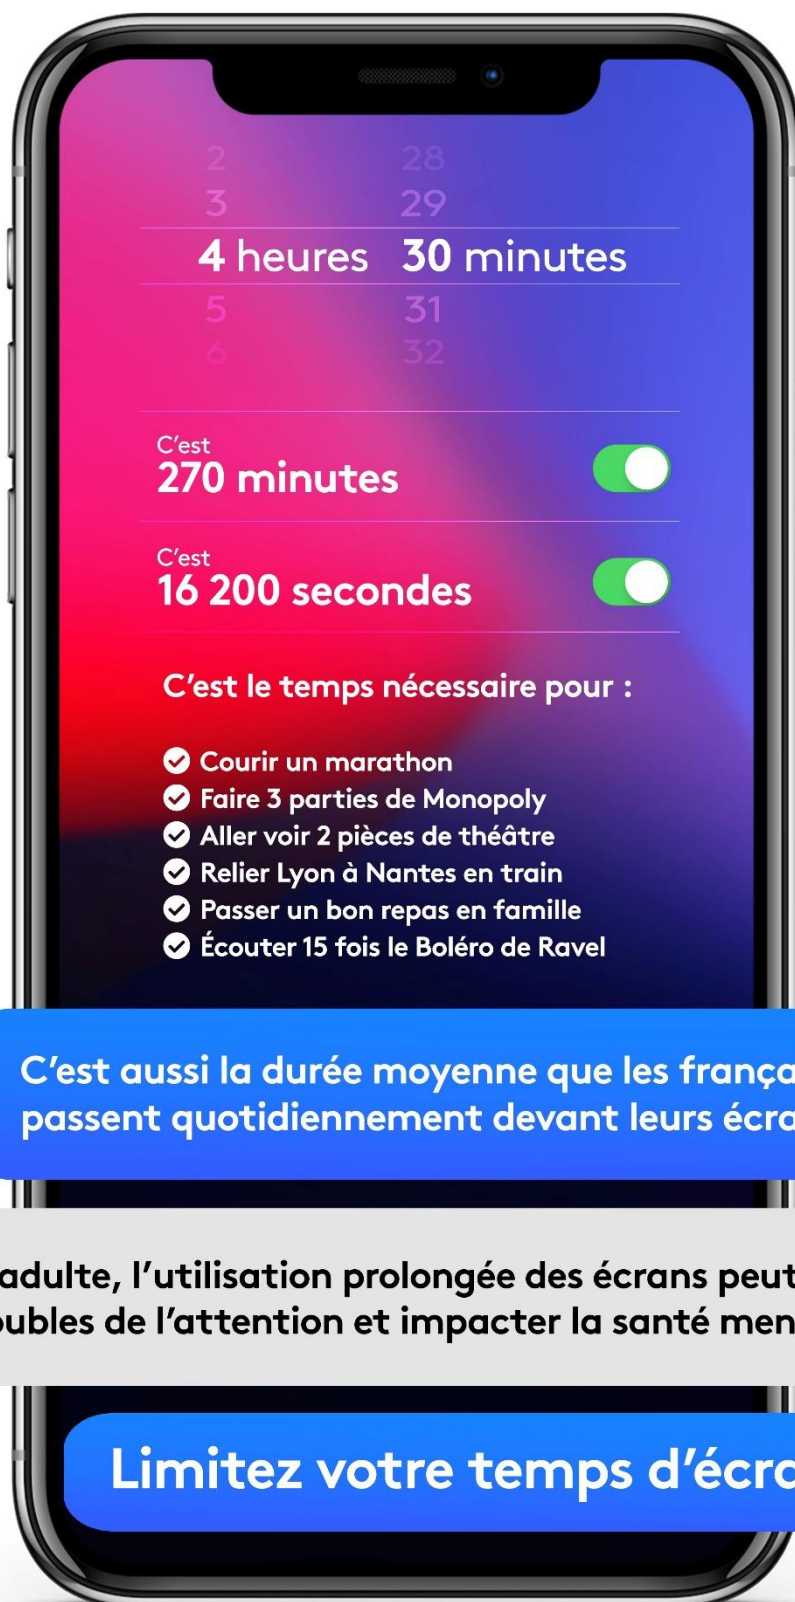 2 28
3 29
4 heures 30 minutes
5 31
6 32
C'est
270 minutes
C'est
16 200 secondes
C'est le temps nécessaire pour :
Courir un marathon
Faire 3 parties de Monopoly
Aller voir 2 pièces de théâtre
Relier Lyon à Nantes en train
Passer un bon repas en famille
Écouter 15 fois le Boléro de Ravel
C'est aussi la durée moyenne que les frança
passent quotidiennement devant leurs écra
'adulte, l'utilisation prolongée des écrans peut
oubles de l'attention et impacter la santé men
Limitez votre temps d'écra